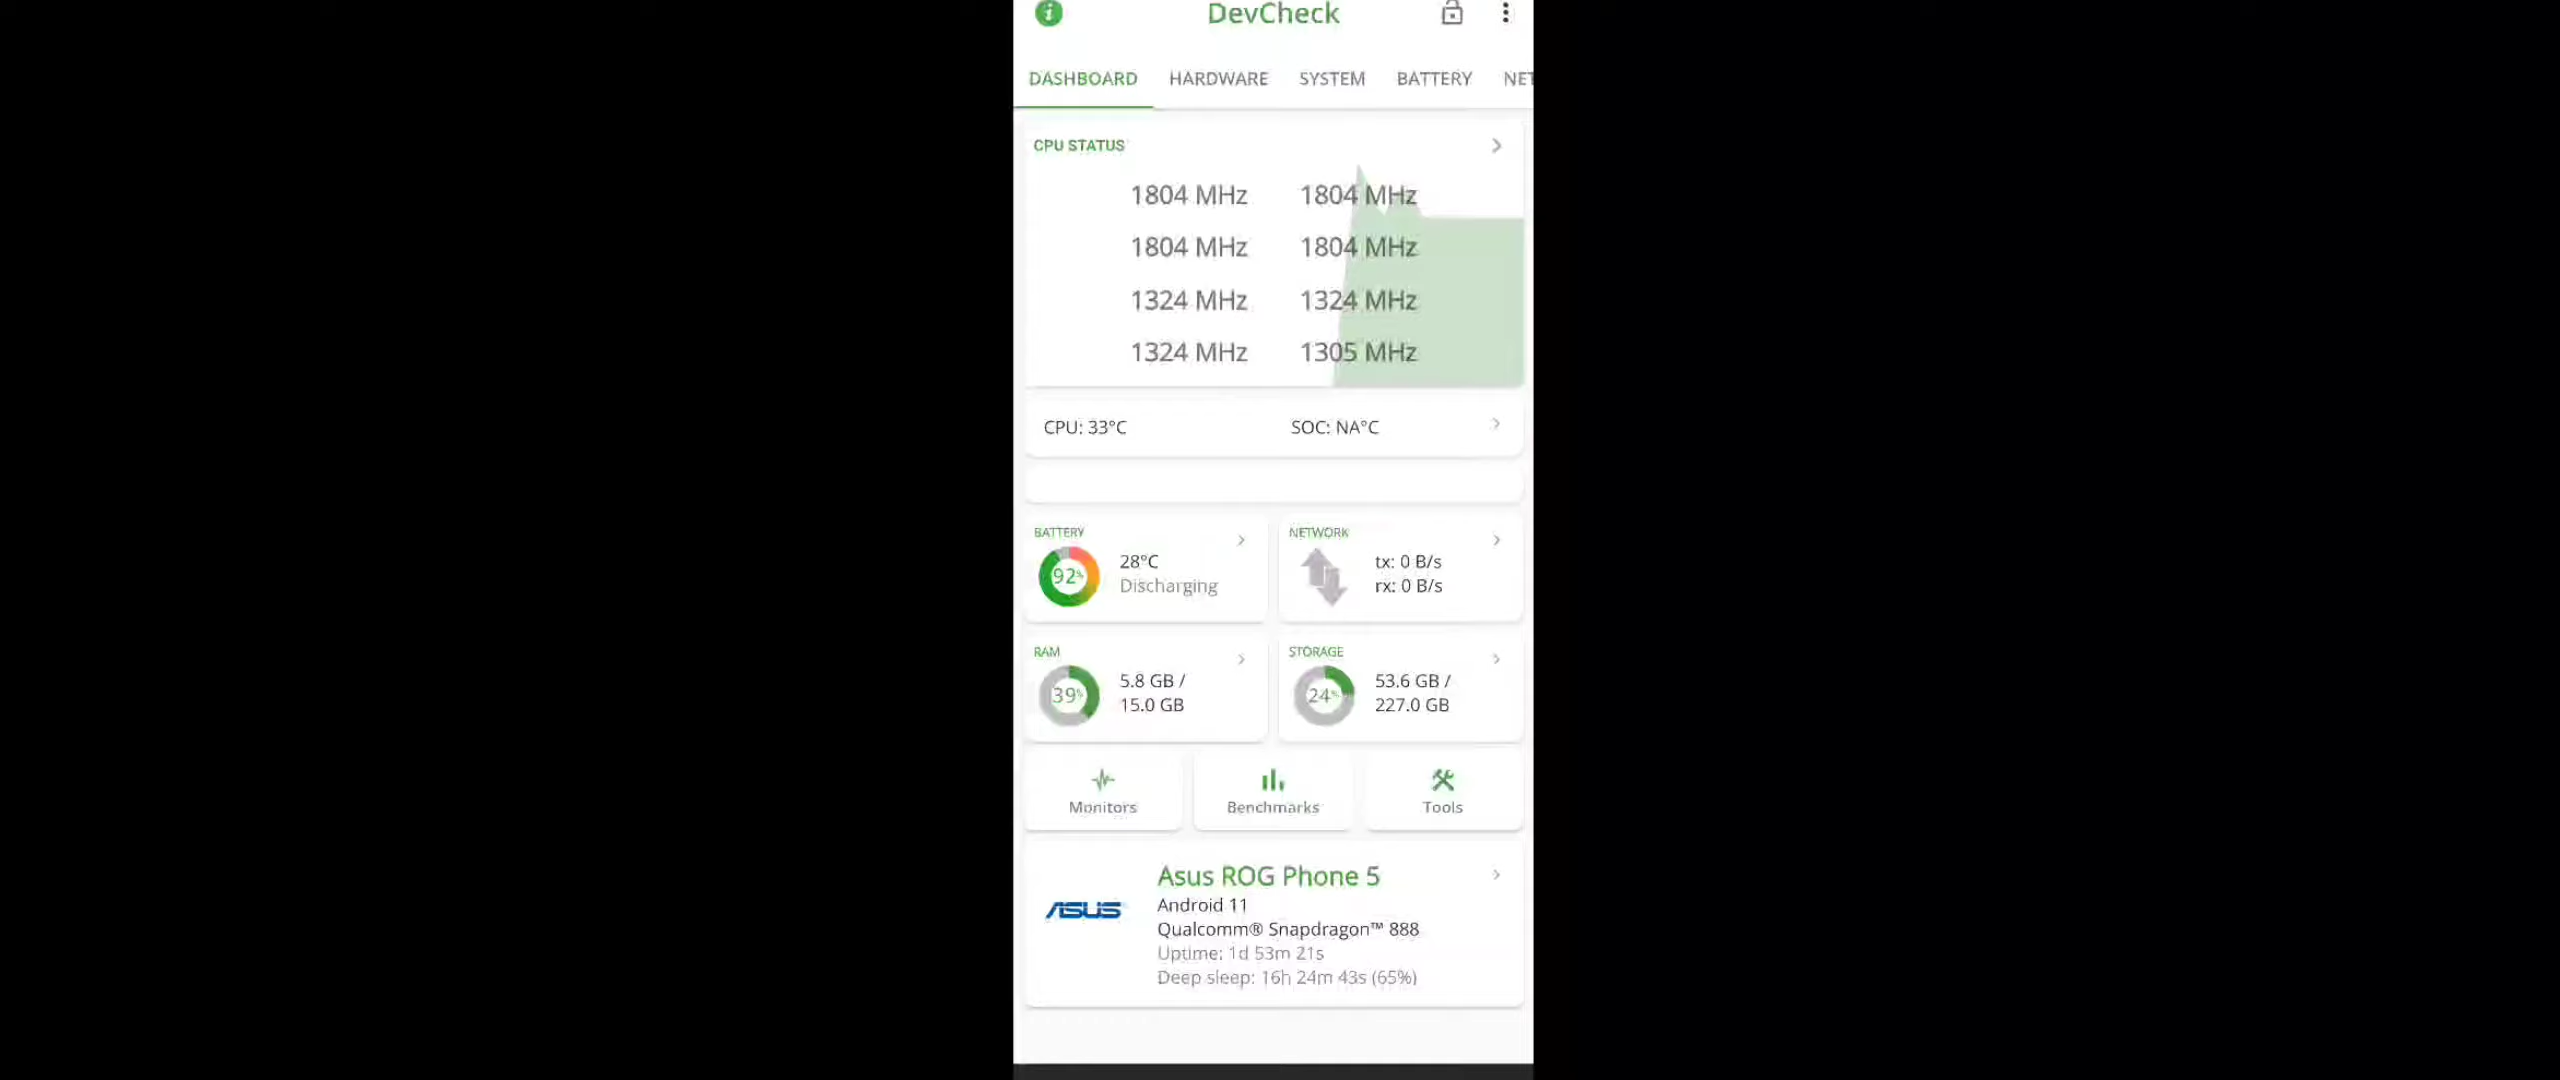 DevCheck
DASHBOARD HARDWARE SYSTEM BATTERY NET
CPU STATUS
1804 MHz 1804 MHz
1804 MHz 1804 MHz
1324 MHz 1324 MHz
1324 MHz 1305 MHz
CPU: 33°C SOC: NA°C
BATTERY
92%
28°C
Discharging
NETWORK
tx: 0 B/s
rx: 0 B/s
RAM
39%
5.8 GB /
15.0 GB
STORAGE
24%
53.6 GB /
227.0 GB
Monitors Benchmarks Tools
ASUS
Asus ROG Phone 5
Android 11
Qualcomm® Snapdragon™ 888
Uptime: 1d 53m 21s
Deep sleep: 16h 24m 43s (65%)